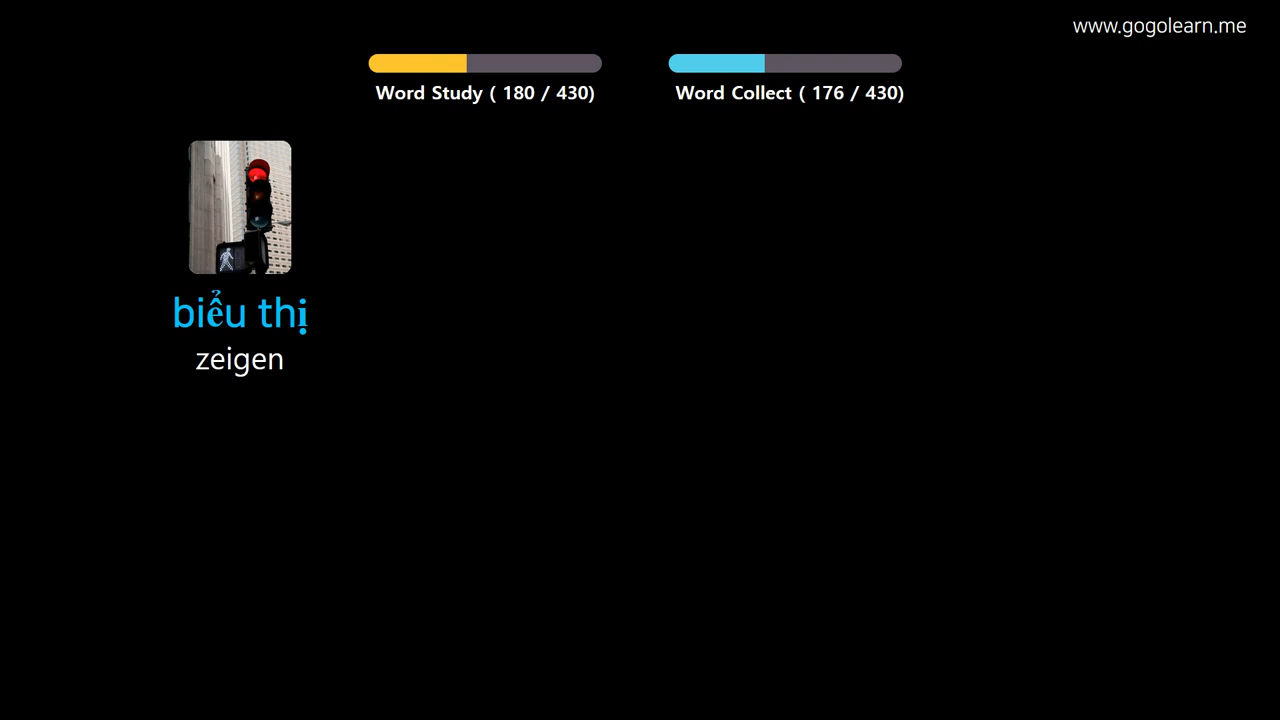 www.gogolearn.me
Word Study ( 180 / 430)
Word Collect ( 176 / 430)
biểu thị
zeigen